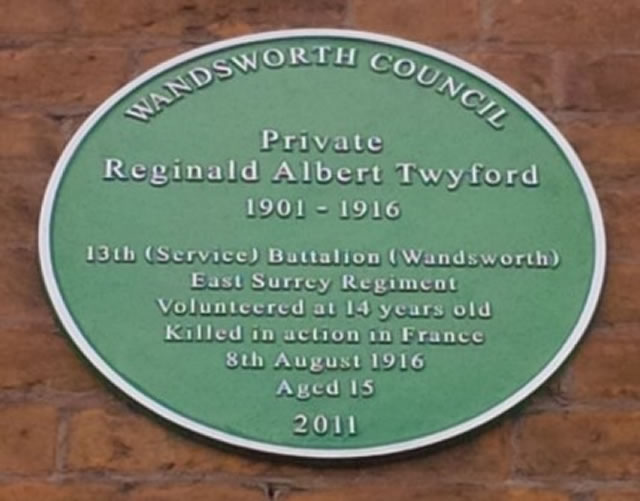 WANDSWORTH COUNCIL
Private
Reginald Albert Twyford
1901 - 1916
13th (Service) Battalion (Wandsworth)
East Surrey Regiment
Volunteered at 14 years old
Killed in action in France
8th August 1916
Aged 15
2011